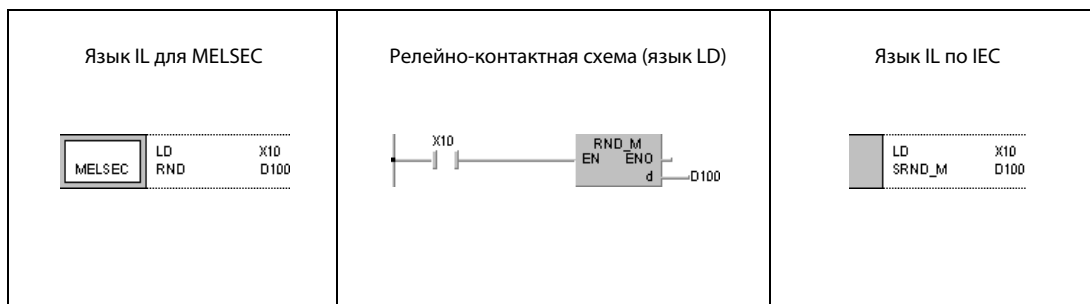 Язык IL для MELSEC
MELSEC
LD X10
RND D100
Релейно-контактная схема (язык LD)
X10
RND_M
EN ENO
d D100
Язык IL по IEC
LD X10
SRND_M D100